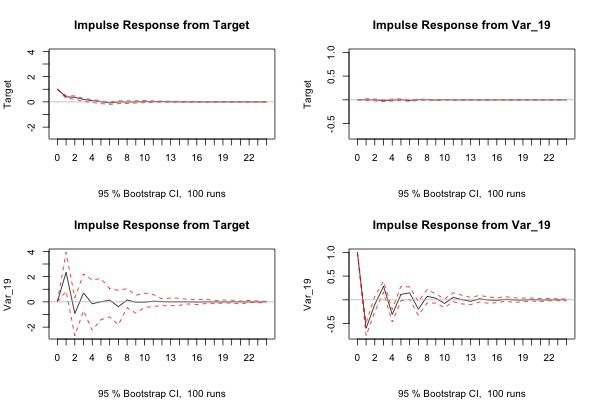 Impulse Response from Target
Impulse Response from Var_19
Target
4
2
0
-2
0 1 2 4 6 8 10 13 16 19 22
95 % Bootstrap CI, 100 runs
Target
1.0
0.5
-0.5
0 2 4 6 8 10 13 16 19 22
95 % Bootstrap CI, 100 runs
Impulse Response from Target
Impulse Response from Var_19
Var_19
4
2
0
-2
0 2 4 6 8 10 13 16 19 22
95 % Bootstrap CI, 100 runs
Var_19
1.0
0.5
-0.5
0 2 4 6 8 10 13 16 19 22
95 % Bootstrap CI, 100 runs